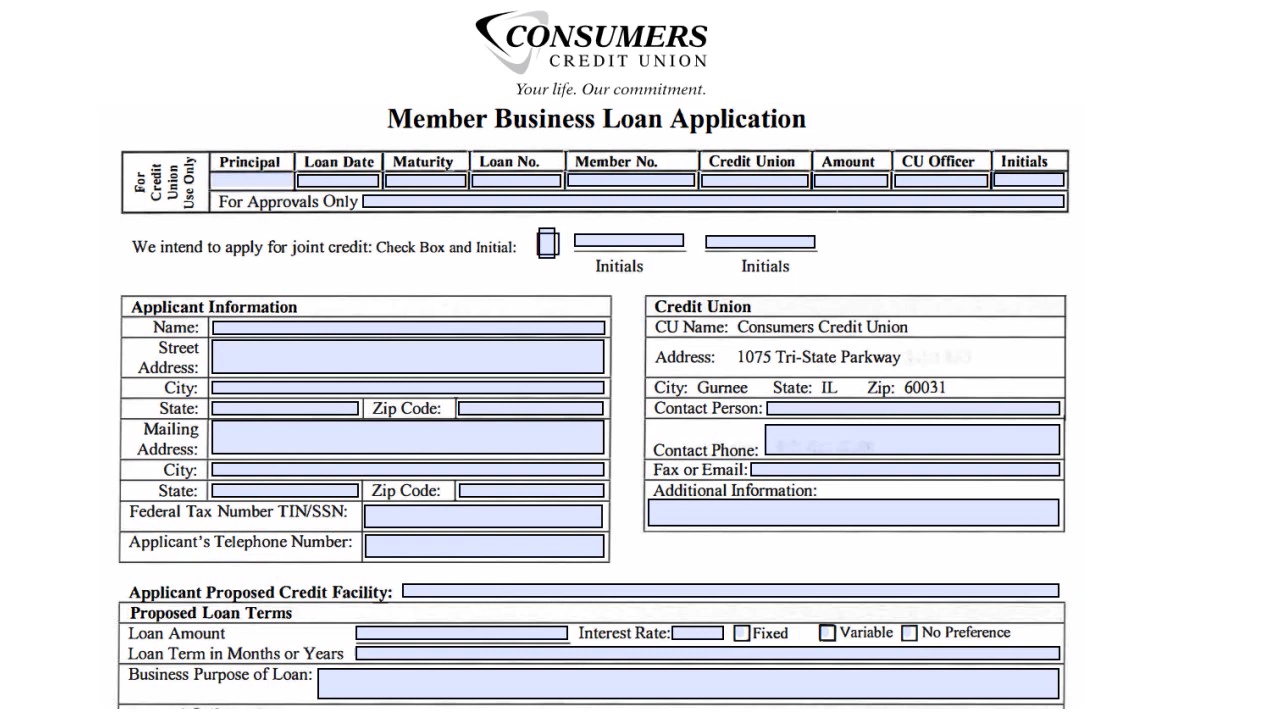 CONSUMERS
CREDIT UNION
Your life. Our commitment.
Member Business Loan Application
For Credit Union Use Only
Principal Loan Date Maturity Loan No. Member No. Credit Union Amount CU Officer Initials
For Approvals Only
We intend to apply for joint credit: Check Box and Initial:
Initials Initials
Applicant Information
Name:
Street
Address:
City:
State: Zip Code:
Mailing
Address:
City:
State: Zip Code:
Federal Tax Number TIN/SSN:
Applicant's Telephone Number:
Credit Union
CU Name: Consumers Credit Union
Address: 1075 Tri-State Parkway
City: Gurnee State: IL Zip: 60031
Contact Person:
Contact Phone:
Fax or Email:
Additional Information:
Applicant Proposed Credit Facility:
Proposed Loan Terms
Loan Amount Interest Rate: Fixed Variable No Preference
Loan Term in Months or Years
Business Purpose of Loan: